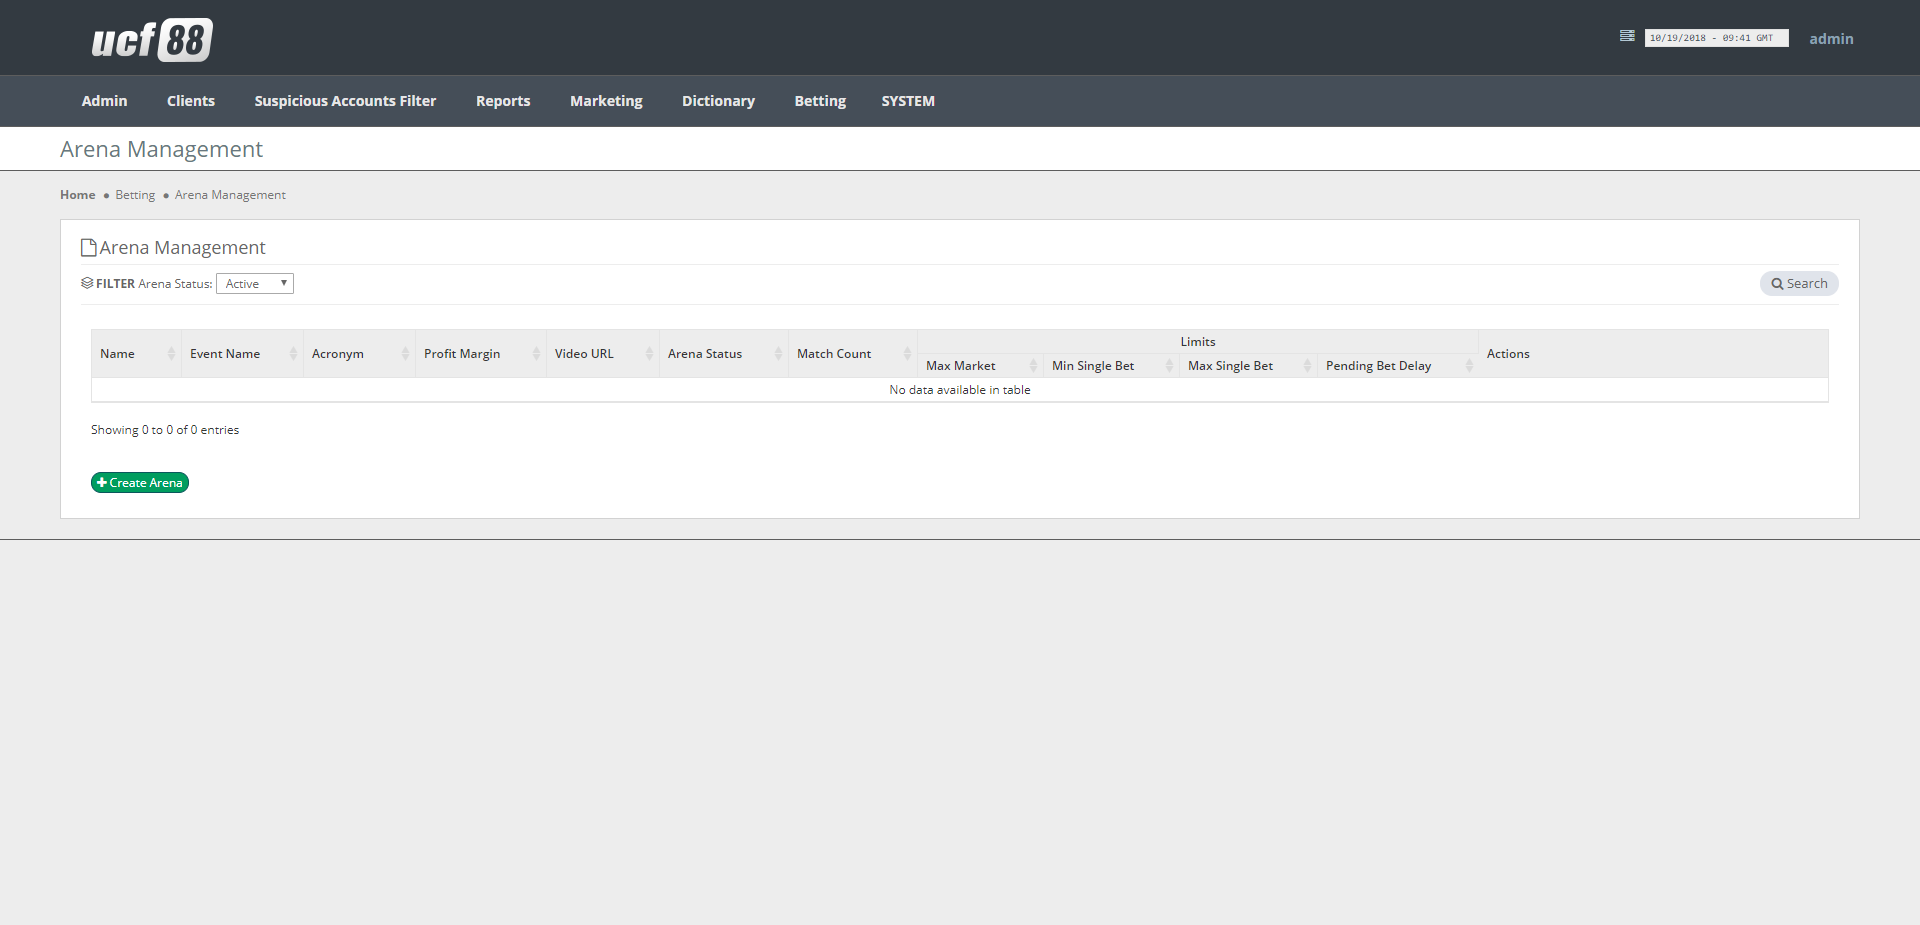 ucf88
10/19/2018 - 09:41 GMT
admin
Admin Clients Suspicious Accounts Filter Reports Marketing Dictionary Betting SYSTEM
Arena Management
Home • Betting • Arena Management
Arena Management
FILTER Arena Status: Active
Search
Name Event Name Acronym Profit Margin Video URL Arena Status Match Count Limits Actions
Max Market Min Single Bet Max Single Bet Pending Bet Delay
No data available in table
Showing 0 to 0 of 0 entries
Create Arena